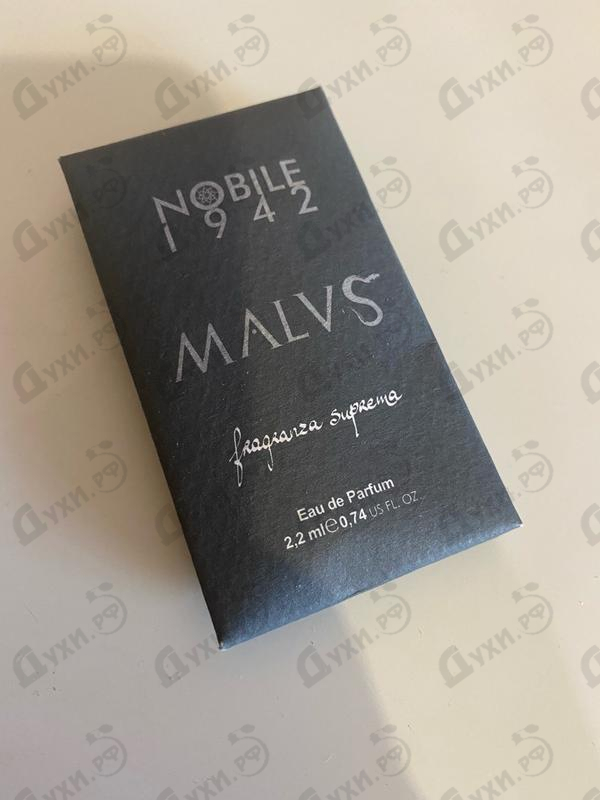 NOBILE
1942
MALVS
fragranza suprema
Eau de Parfum
2,2 ml℮0,74 US FL. OZ.
Духи.РФ